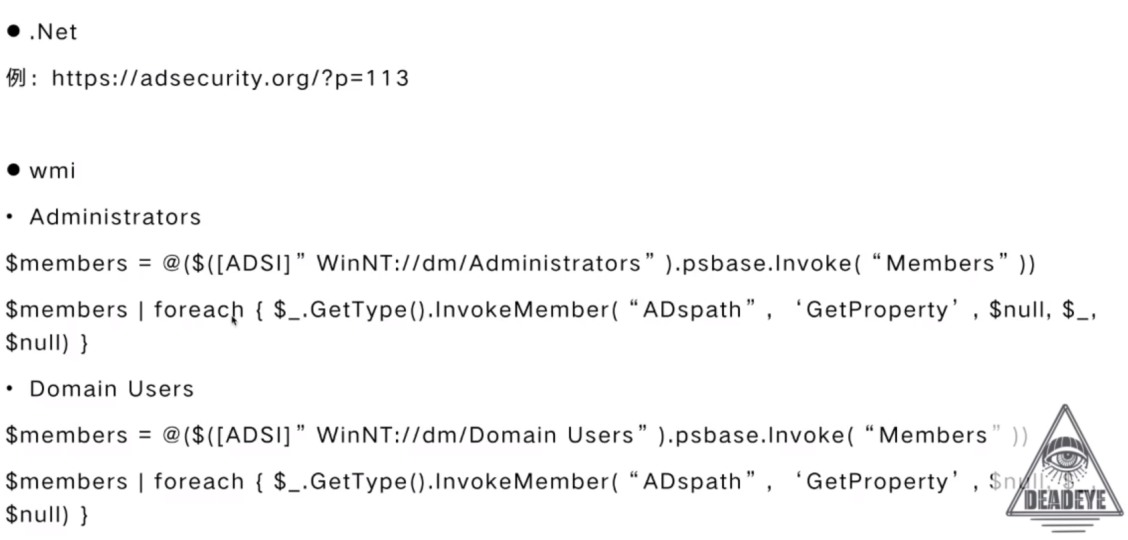 ● .Net
例：https://adsecurity.org/?p=113
● wmi
• Administrators
$members = @($([ADSI]” WinNT://dm/Administrators” ).psbase.Invoke( “Members” ))
$members | foreach { $_.GetType().InvokeMember( “ADspath” , ‘GetProperty’ , $null, $_,
$null) }
• Domain Users
$members = @($([ADSI]” WinNT://dm/Domain Users” ).psbase.Invoke( “Members” ))
$members | foreach { $_.GetType().InvokeMember( “ADspath” , ‘GetProperty’ , $null, $_,
$null) }
DEADEYE